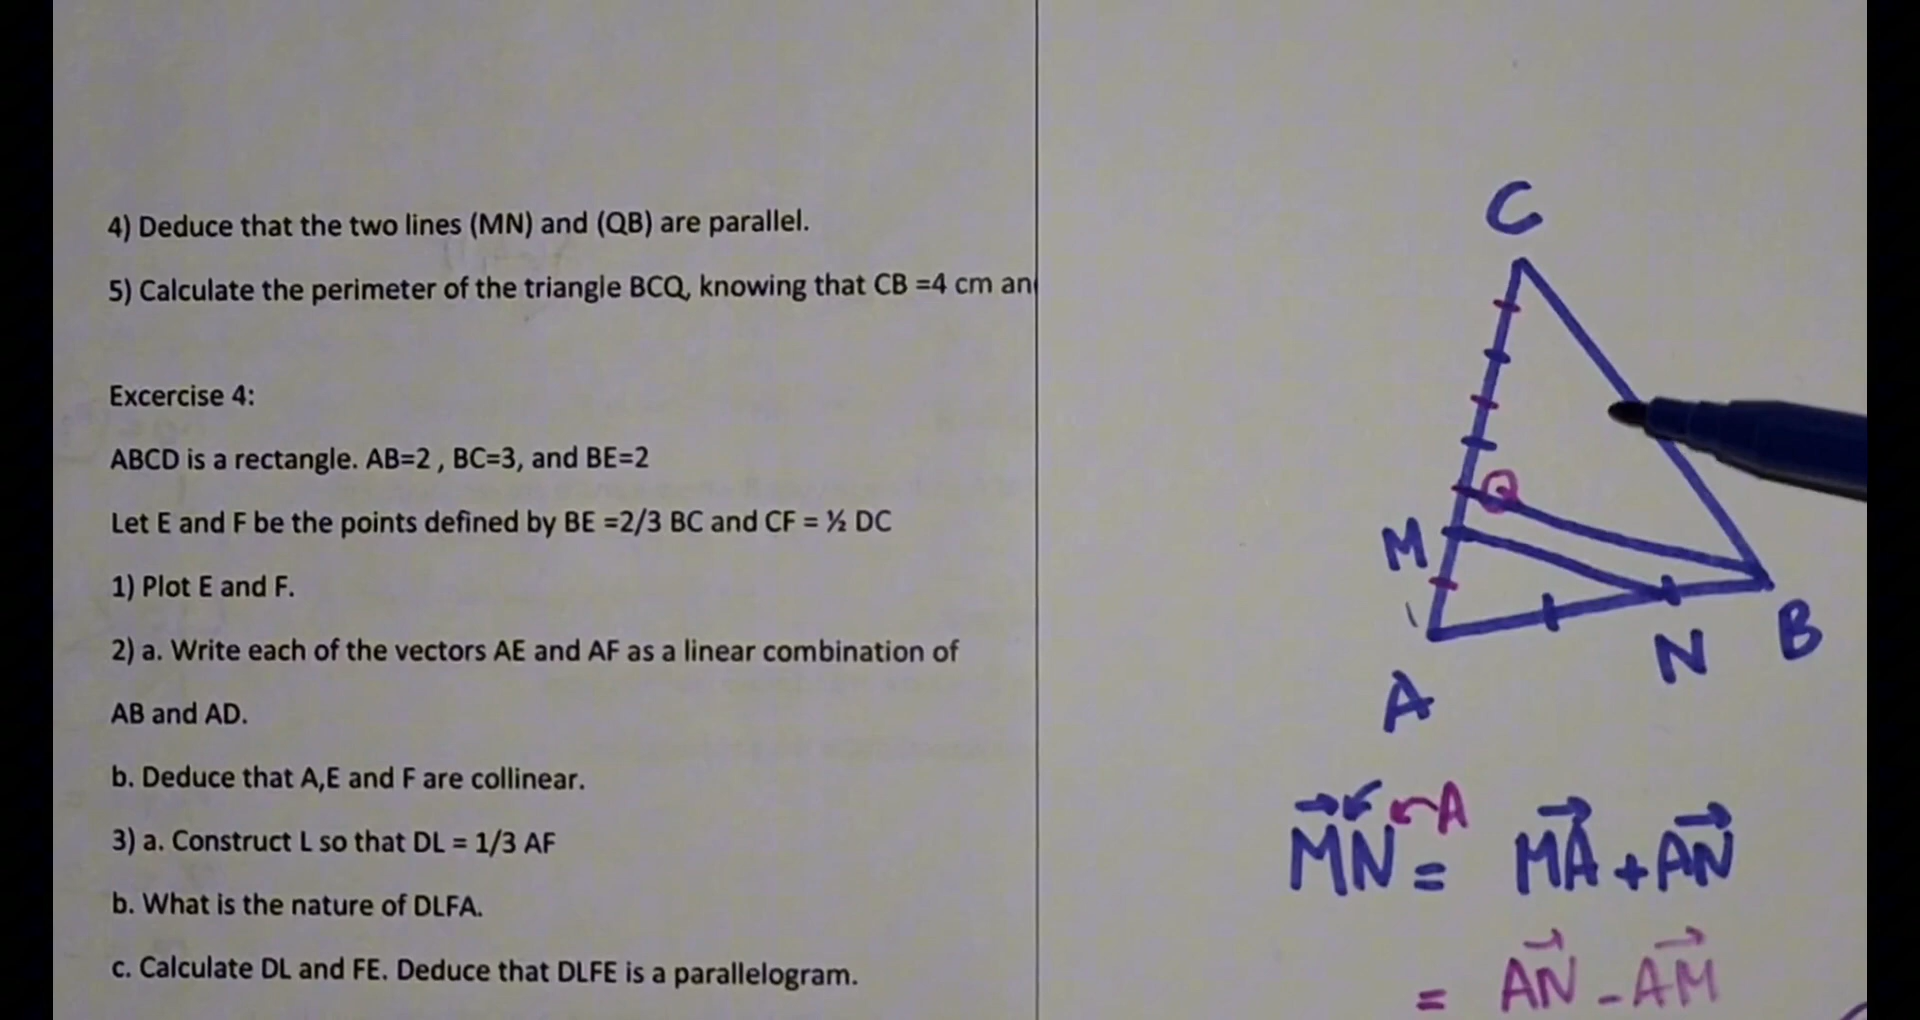 4) Deduce that the two lines (MN) and (QB) are parallel.
5) Calculate the perimeter of the triangle BCQ, knowing that CB =4 cm an
Excercise 4:
ABCD is a rectangle. AB=2 , BC=3, and BE=2
Let E and F be the points defined by BE =2/3 BC and CF = ½ DC
1) Plot E and F.
2) a. Write each of the vectors AE and AF as a linear combination of
AB and AD.
b. Deduce that A,E and F are collinear.
3) a. Construct L so that DL = 1/3 AF
b. What is the nature of DLFA.
c. Calculate DL and FE. Deduce that DLFE is a parallelogram.
C
Q
M
B
N
A
A
MN = MA + AN
= AN - AM